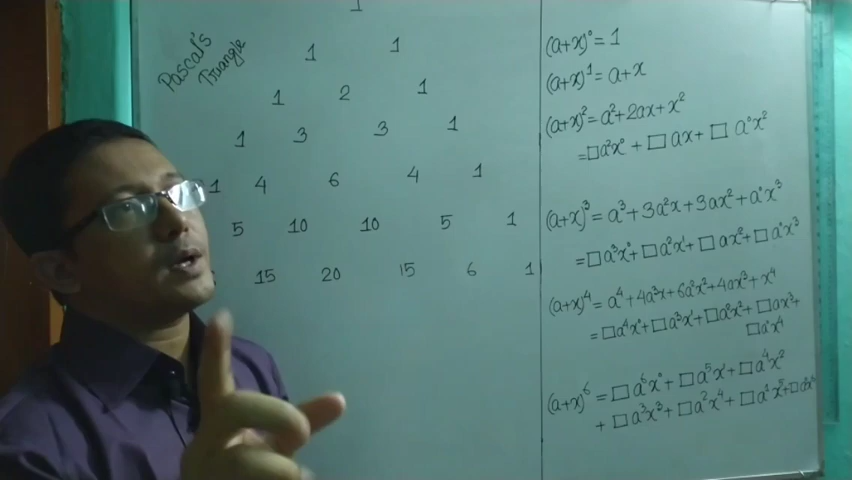 1
Pascal's
Triangle
1 1
1 2 1
1 3 3 1
1 4 6 4 1
5 10 10 5 1
15 20 15 6 1
(a+x)⁰ = 1
(a+x)¹ = a+x
(a+x)² = a²+2ax+x²
= □a²x⁰ + □ax + □a⁰x²
(a+x)³ = a³+3a²x+3ax²+a⁰x³
= □a³x⁰+□a²x¹+□ax²+□a⁰x³
(a+x)⁴ = a⁴+4a³x+6a²x²+4ax³+x⁴
= □a⁴x⁰+□a³x¹+□a²x²+□ax³+
□a⁰x⁴
(a+x)⁶ = □a⁶x⁰+□a⁵x¹+□a⁴x²
+□a³x³+□a²x⁴+□a¹x⁵+□a⁰x⁶